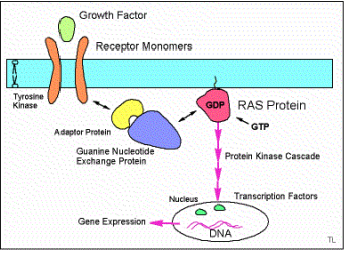 Growth Factor
Receptor Monomers
Tyrosine
Kinase
GDP
RAS Protein
GTP
Adaptor Protein
Guanine Nucleotide
Exchange Protein
Protein Kinase Cascade
Nucleus
Transcription Factors
Gene Expression
DNA
TL